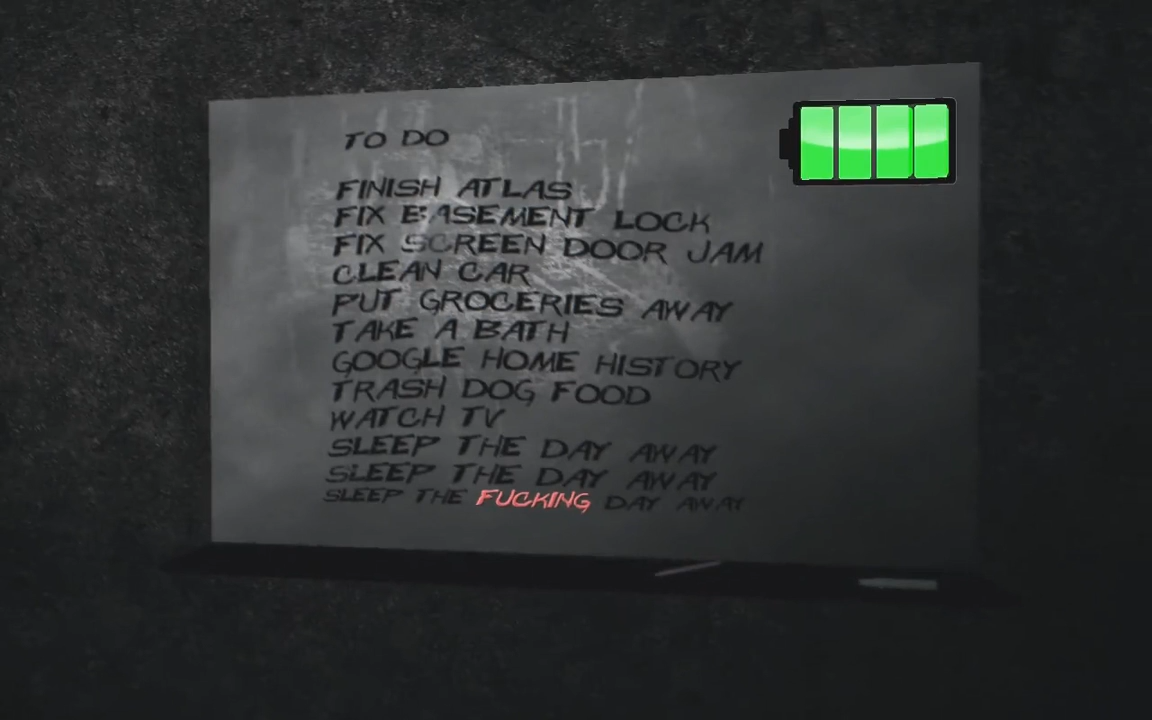 TO DO
FINISH ATLAS
FIX BASEMENT LOCK
FIX SCREEN DOOR JAM
CLEAN CAR
PUT GROCERIES AWAY
TAKE A BATH
GOOGLE HOME HISTORY
TRASH DOG FOOD
WATCH TV
SLEEP THE DAY AWAY
SLEEP THE DAY AWAY
SLEEP THE FUCKING DAY AWAY